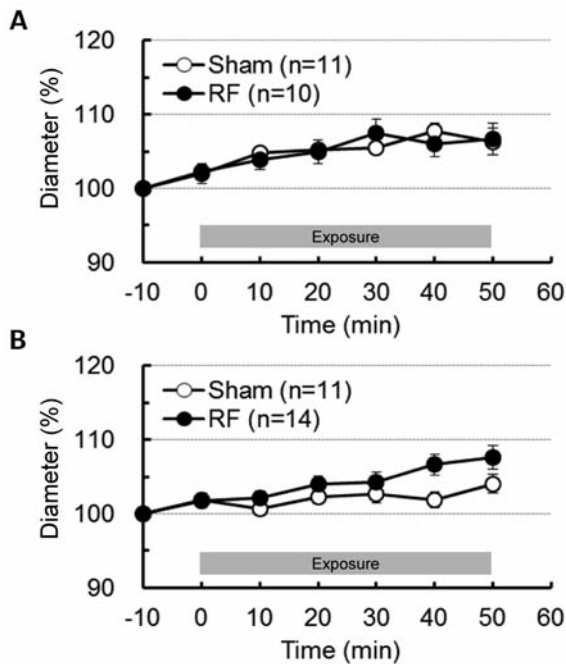 A
Diameter (%)
120
110
100
90
Sham (n=11)
RF (n=10)
Exposure
-10 0 10 20 30 40 50 60
Time (min)
B
Diameter (%)
120
110
100
90
Sham (n=11)
RF (n=14)
Exposure
-10 0 10 20 30 40 50 60
Time (min)